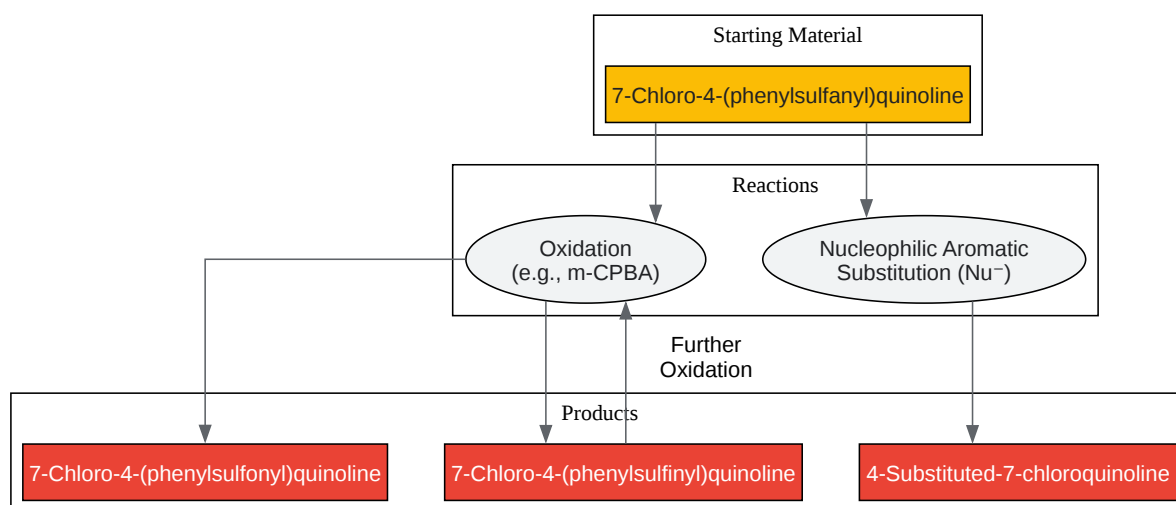 Starting Material
7-Chloro-4-(phenylsulfanyl)quinoline
Reactions
Oxidation
(e.g., m-CPBA)
Nucleophilic Aromatic
Substitution (Nu⁻)
Further
Oxidation
Products
7-Chloro-4-(phenylsulfonyl)quinoline
7-Chloro-4-(phenylsulfinyl)quinoline
4-Substituted-7-chloroquinoline